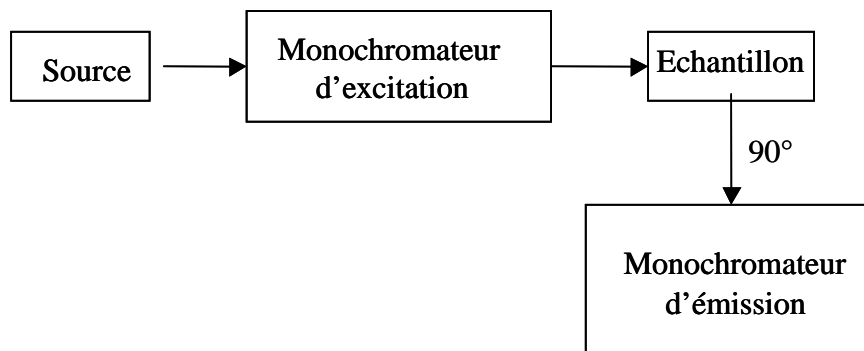 Source
Monochromateur
d'excitation
Echantillon
90°
Monochromateur
d'émission